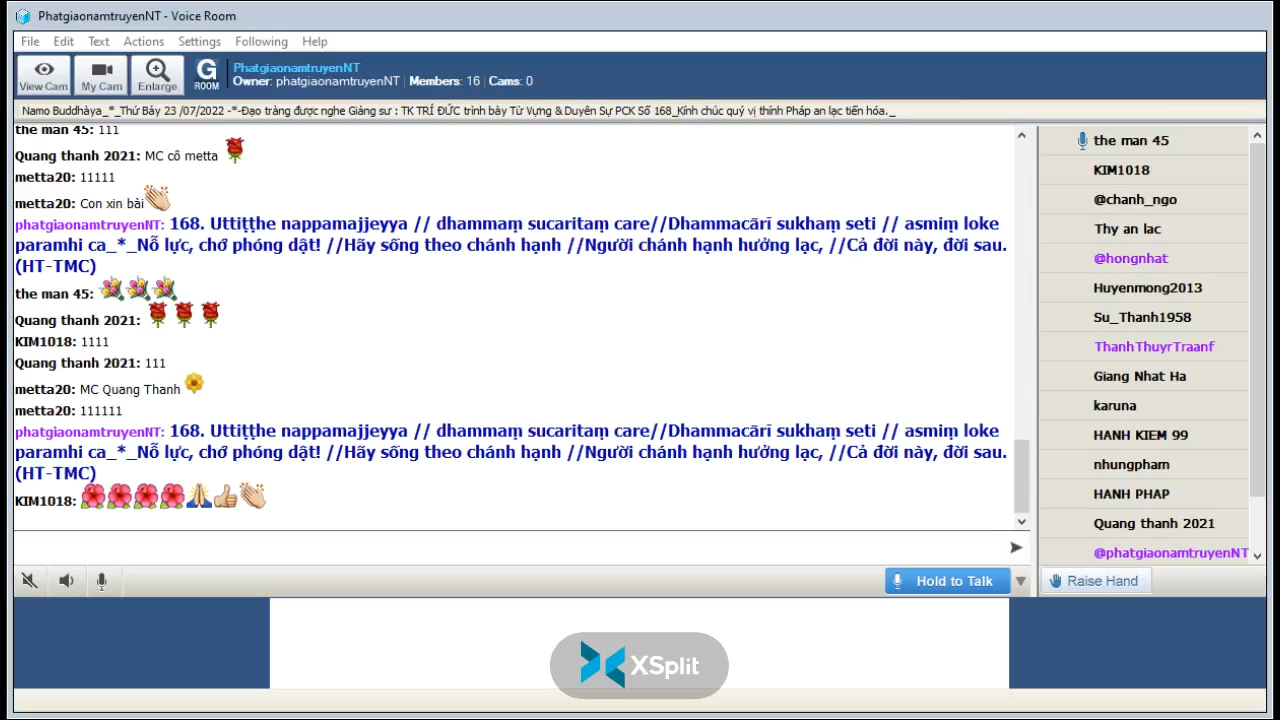 PhatgiaonamtruyenNT - Voice Room
File Edit Text Actions Settings Following Help
View Cam My Cam Enlarge G ROOM
PhatgiaonamtruyenNT
Owner: phatgiaonamtruyenNT | Members: 16 | Cams: 0
Namo Buddhàya_*_Thứ Bảy 23 /07/2022 -*-Đạo tràng được nghe Giảng sư : TK TRÍ ĐỨC trình bày Từ Vựng & Duyên Sự PCK Số 168_Kính chúc quý vị thính Pháp an lạc tiến hóa._
the man 45: 111
Quang thanh 2021: MC cô metta
metta20: 11111
metta20: Con xin bài
phatgiaonamtruyenNT: 168. Uttiṭṭhe nappamajjeyya // dhammaṃ sucaritaṃ care//Dhammacārī sukhaṃ seti // asmiṃ loke
paramhi ca_*_Nỗ lực, chớ phóng dật! //Hãy sống theo chánh hạnh //Người chánh hạnh hưởng lạc, //Cả đời này, đời sau.
(HT-TMC)
the man 45:
Quang thanh 2021:
KIM1018: 1111
Quang thanh 2021: 111
metta20: MC Quang Thanh
metta20: 111111
phatgiaonamtruyenNT: 168. Uttiṭṭhe nappamajjeyya // dhammaṃ sucaritaṃ care//Dhammacārī sukhaṃ seti // asmiṃ loke
paramhi ca_*_Nỗ lực, chớ phóng dật! //Hãy sống theo chánh hạnh //Người chánh hạnh hưởng lạc, //Cả đời này, đời sau.
(HT-TMC)
KIM1018:
Hold to Talk
the man 45
KIM1018
@chanh_ngo
Thy an lac
@hongnhat
Huyenmong2013
Su_Thanh1958
ThanhThuyrTraanf
Giang Nhat Ha
karuna
HANH KIEM 99
nhungpham
HANH PHAP
Quang thanh 2021
@phatgiaonamtruyenNT
Raise Hand
XSplit